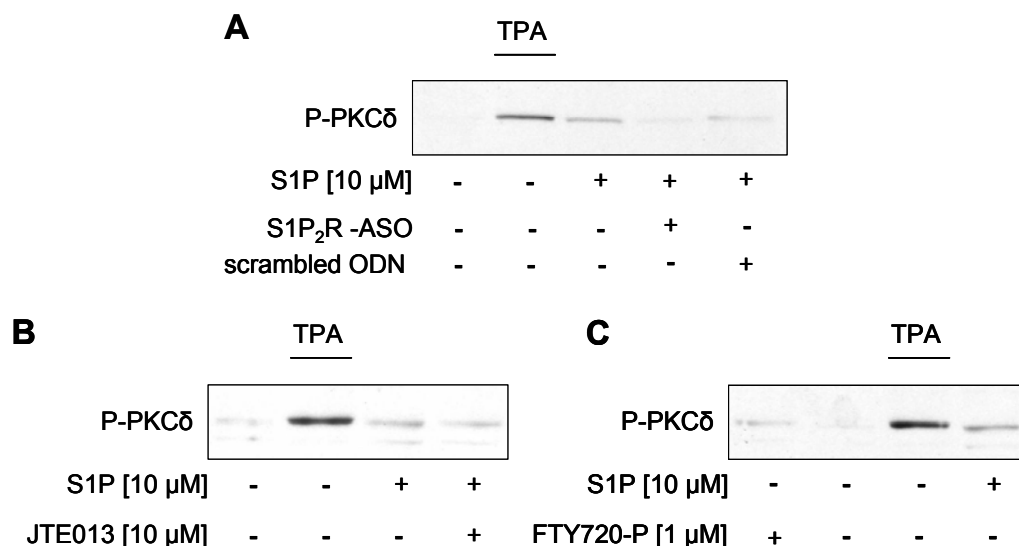 A
TPA
P-PKCδ
S1P [10 µM] - - + + +
S1P₂R -ASO - - - + -
scrambled ODN - - - - +
B
TPA
P-PKCδ
S1P [10 µM] - - + +
JTE013 [10 µM] - - - +
C
TPA
P-PKCδ
S1P [10 µM] - - - +
FTY720-P [1 µM] + - - -